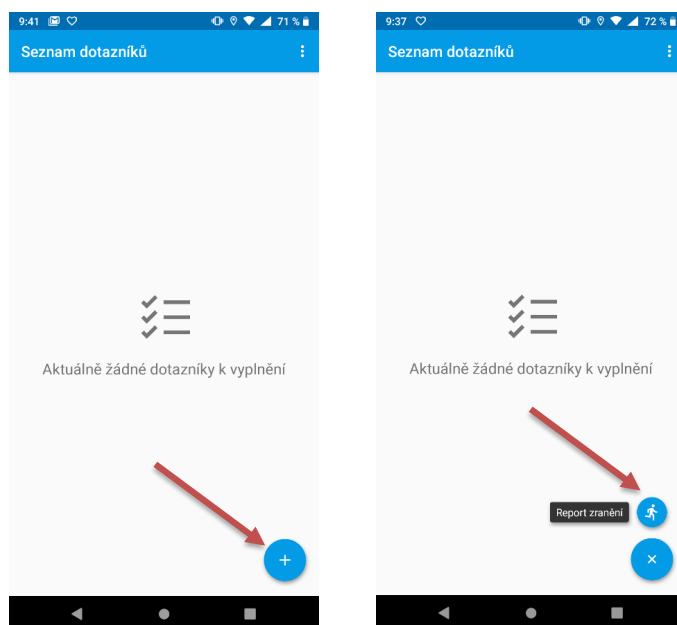 9:41 71 %
Seznam dotazníků
Aktuálně žádné dotazníky k vyplnění
9:37 72 %
Seznam dotazníků
Aktuálně žádné dotazníky k vyplnění
Report zranění